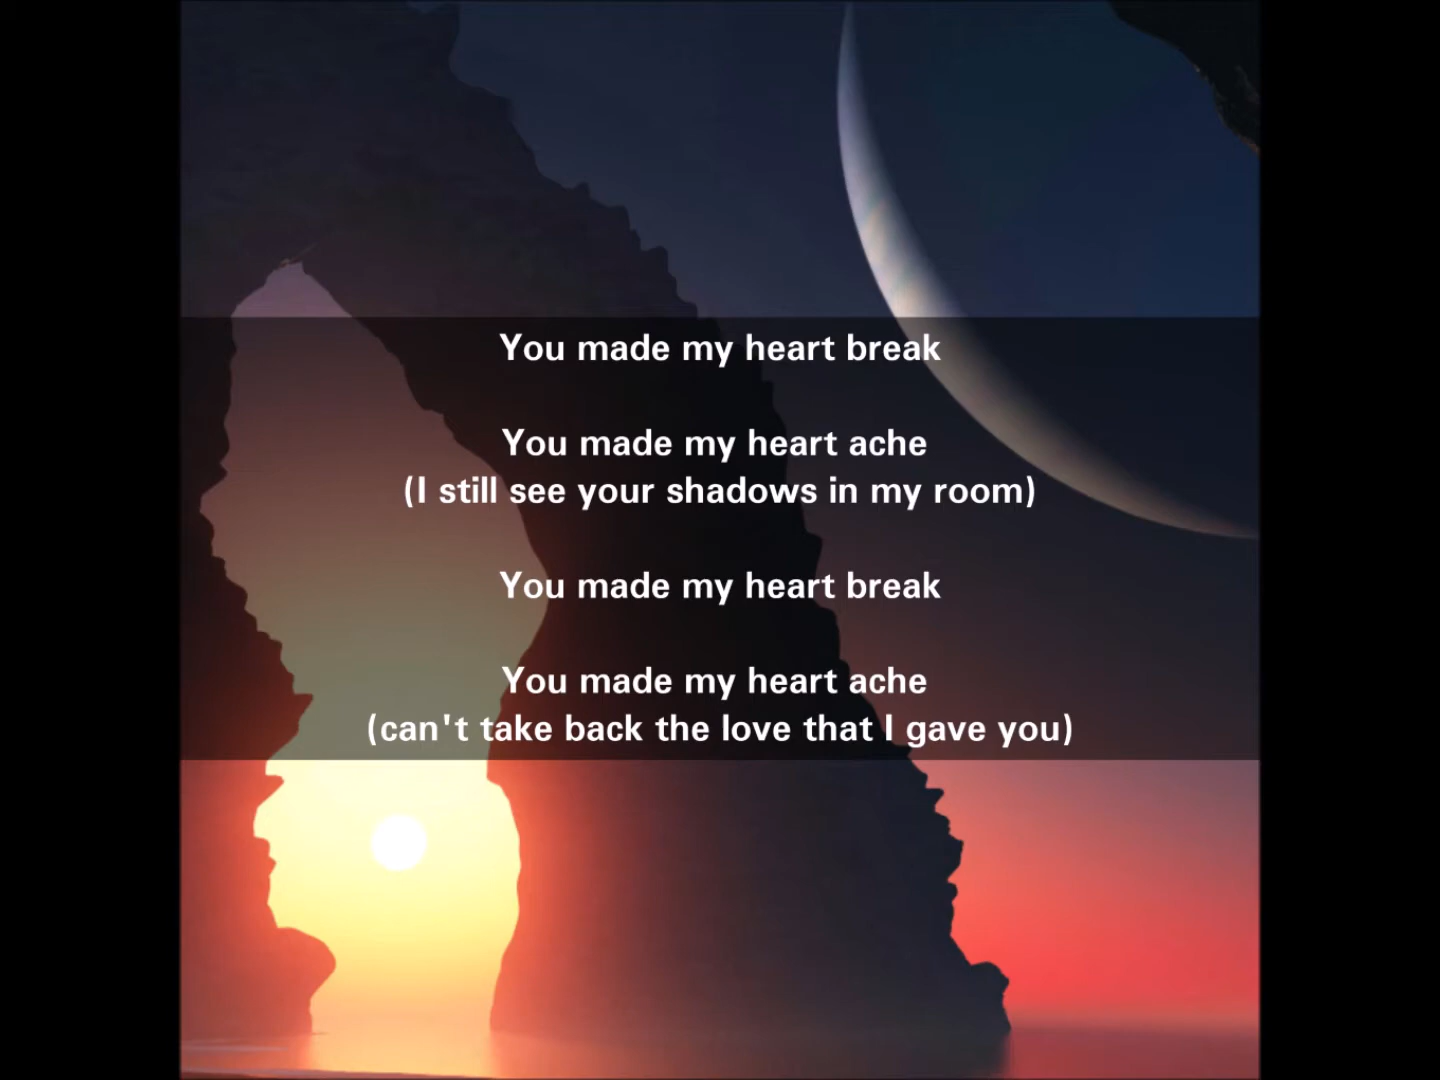 You made my heart break
You made my heart ache
(I still see your shadows in my room)
You made my heart break
You made my heart ache
(can't take back the love that I gave you)